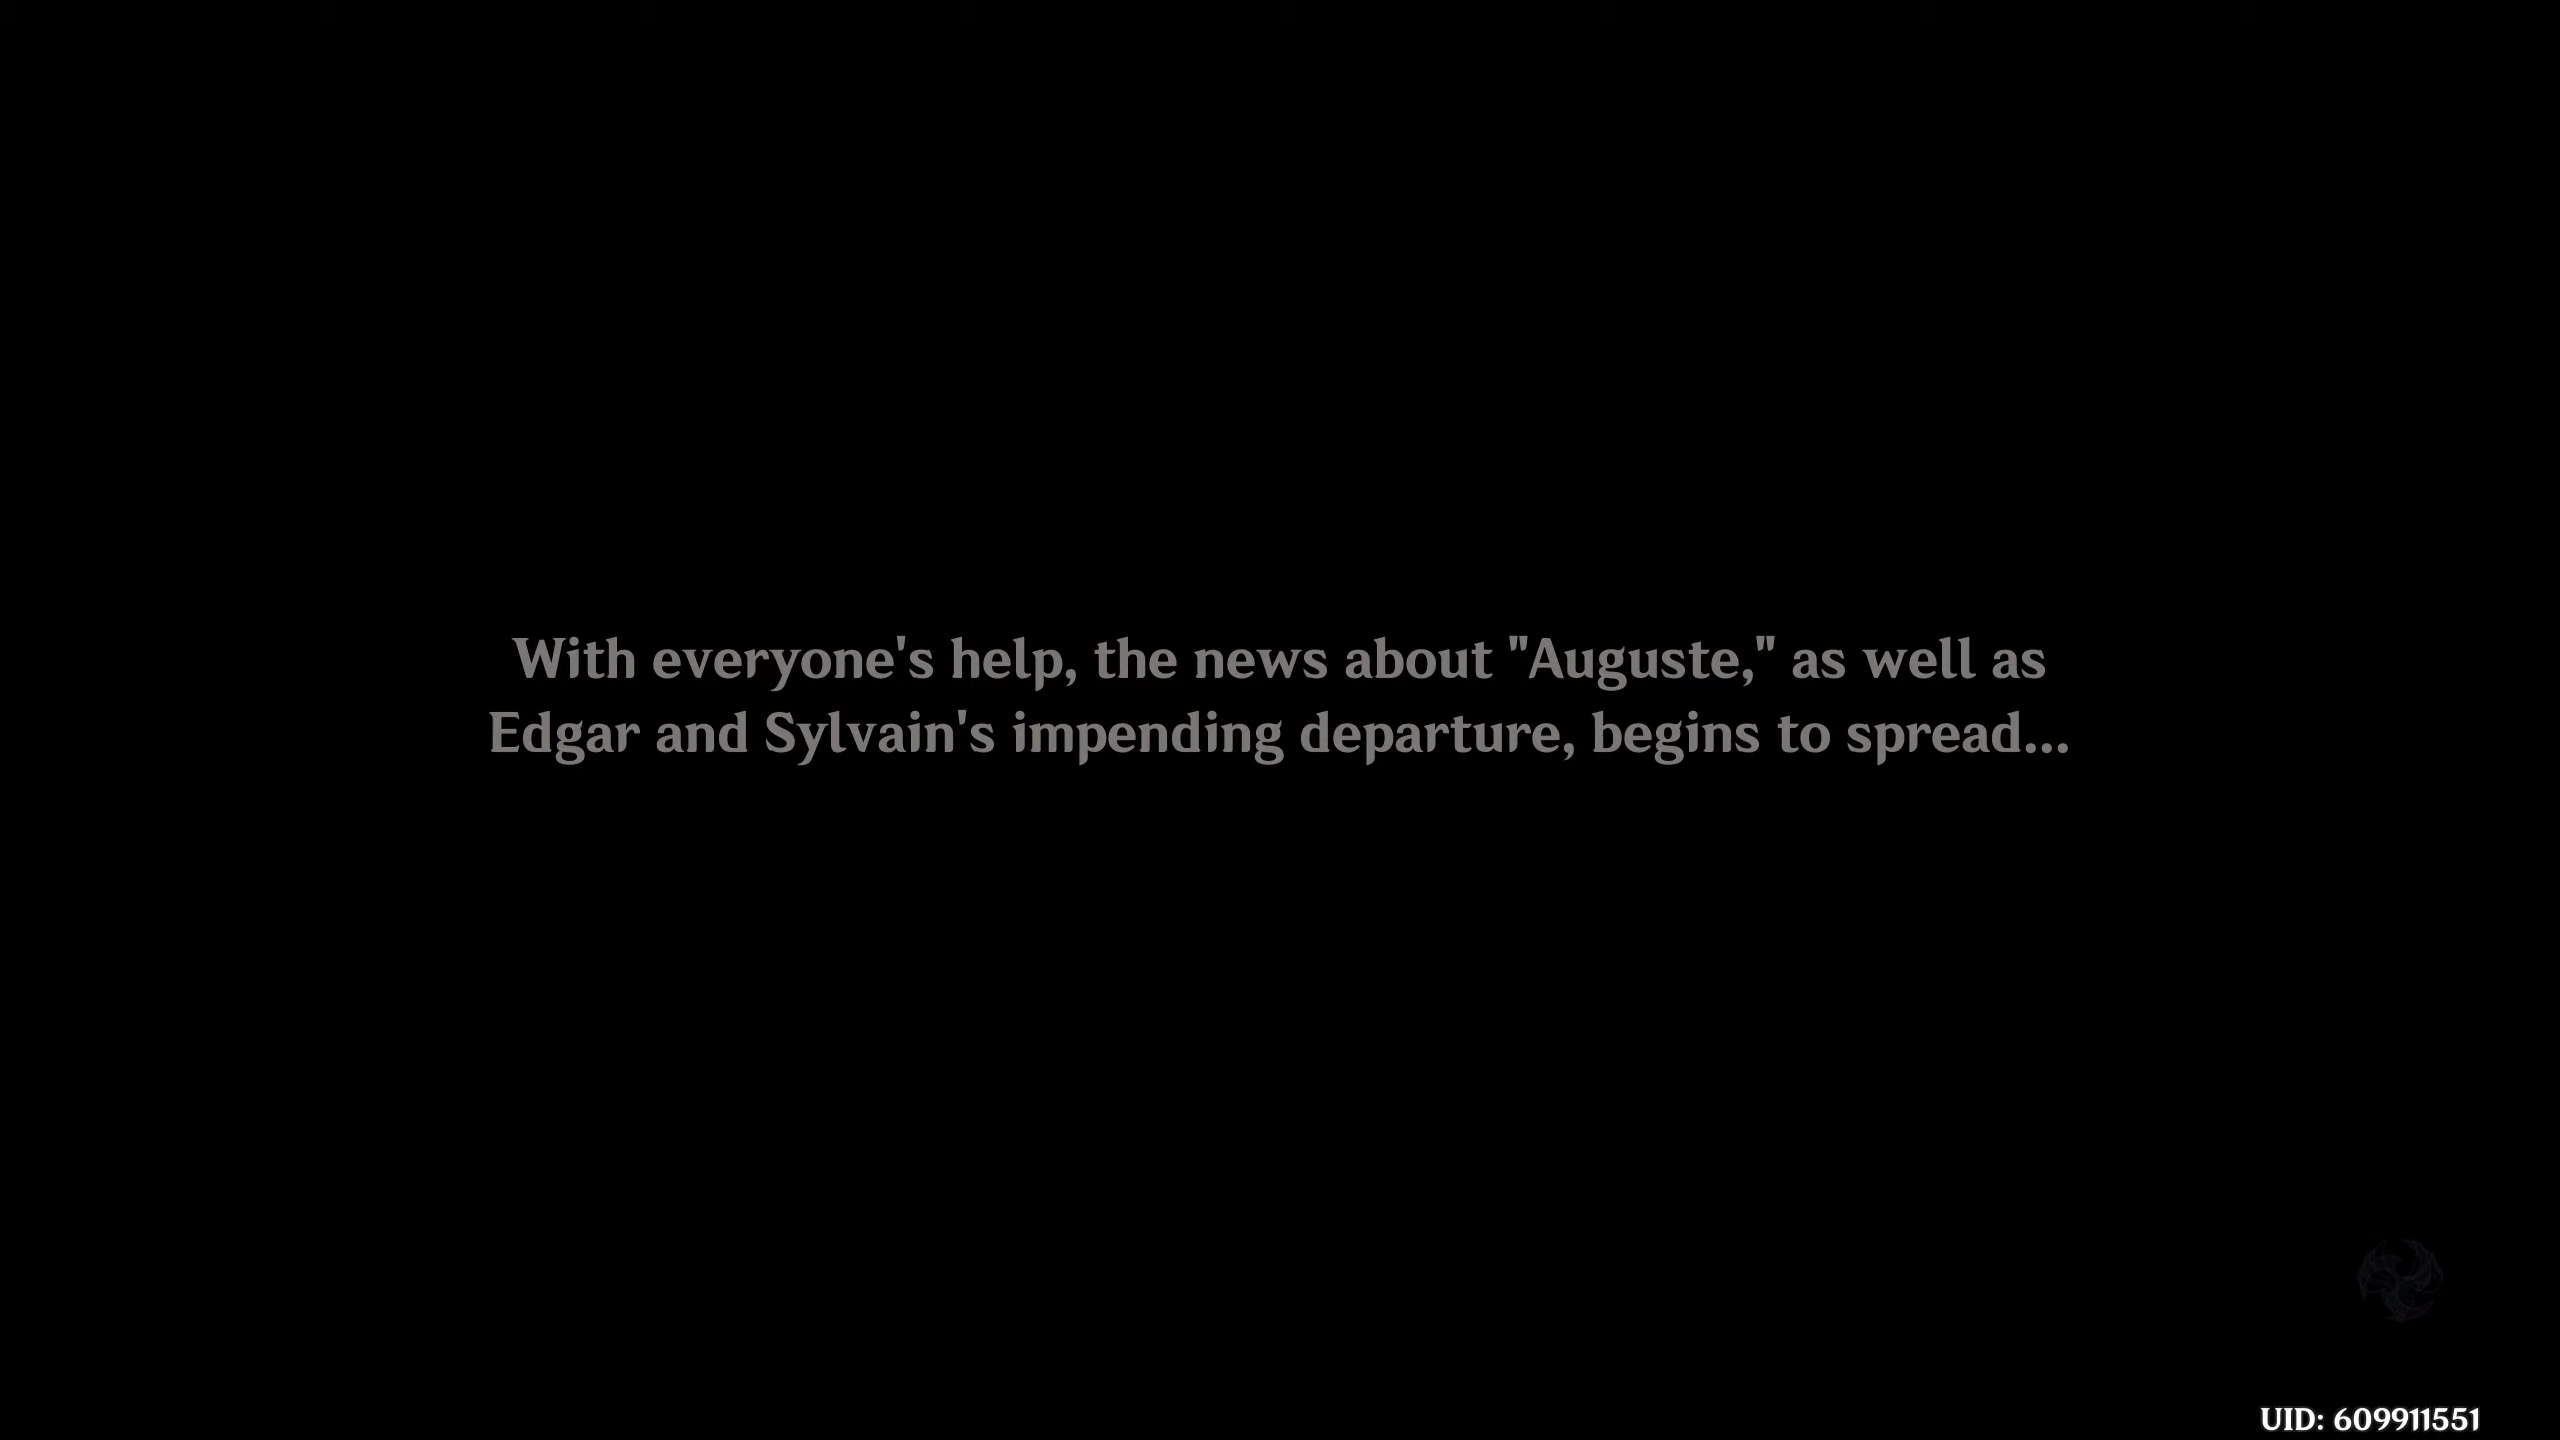 With everyone's help, the news about "Auguste," as well as
Edgar and Sylvain's impending departure, begins to spread...
UID: 609911551